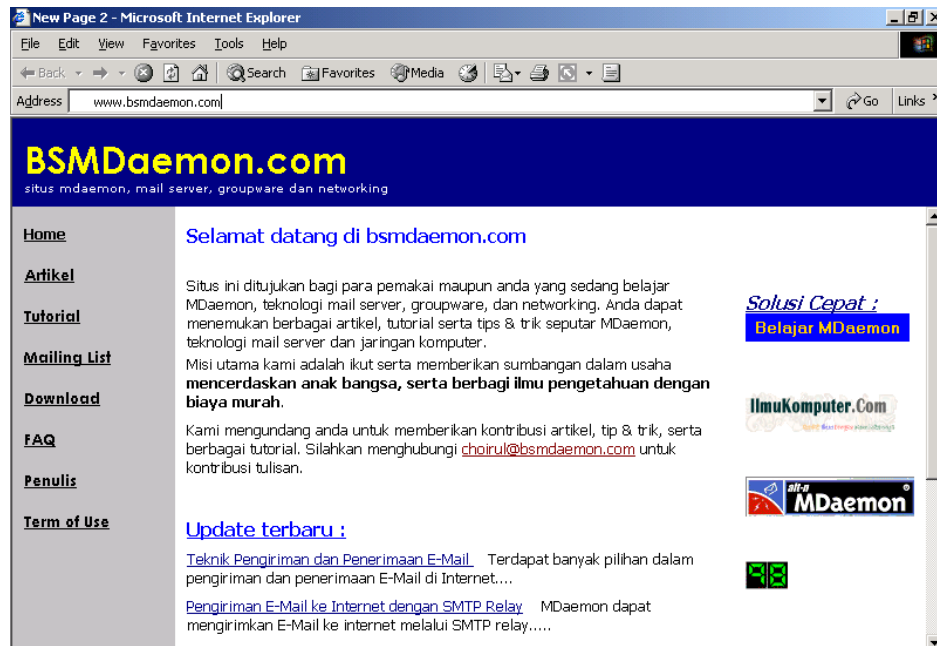 New Page 2 - Microsoft Internet Explorer
File Edit View Favorites Tools Help
Back Search Favorites Media
Address www.bsmdaemon.com Go Links
BSMDaemon.com
situs mdaemon, mail server, groupware dan networking
Home
Artikel
Tutorial
Mailing List
Download
FAQ
Penulis
Term of Use
Selamat datang di bsmdaemon.com
Situs ini ditujukan bagi para pemakai maupun anda yang sedang belajar
MDaemon, teknologi mail server, groupware, dan networking. Anda dapat
menemukan berbagai artikel, tutorial serta tips & trik seputar MDaemon,
teknologi mail server dan jaringan komputer.
Misi utama kami adalah ikut serta memberikan sumbangan dalam usaha
mencerdaskan anak bangsa, serta berbagi ilmu pengetahuan dengan
biaya murah.
Kami mengundang anda untuk memberikan kontribusi artikel, tip & trik, serta
berbagai tutorial. Silahkan menghubungi choirul@bsmdaemon.com untuk
kontribusi tulisan.
Update terbaru :
Teknik Pengiriman dan Penerimaan E-Mail Terdapat banyak pilihan dalam
pengiriman dan penerimaan E-Mail di Internet....
Pengiriman E-Mail ke Internet dengan SMTP Relay MDaemon dapat
mengirimkan E-Mail ke internet melalui SMTP relay.....
Solusi Cepat :
Belajar MDaemon
IlmuKomputer.Com
alt-n
MDaemon®
98